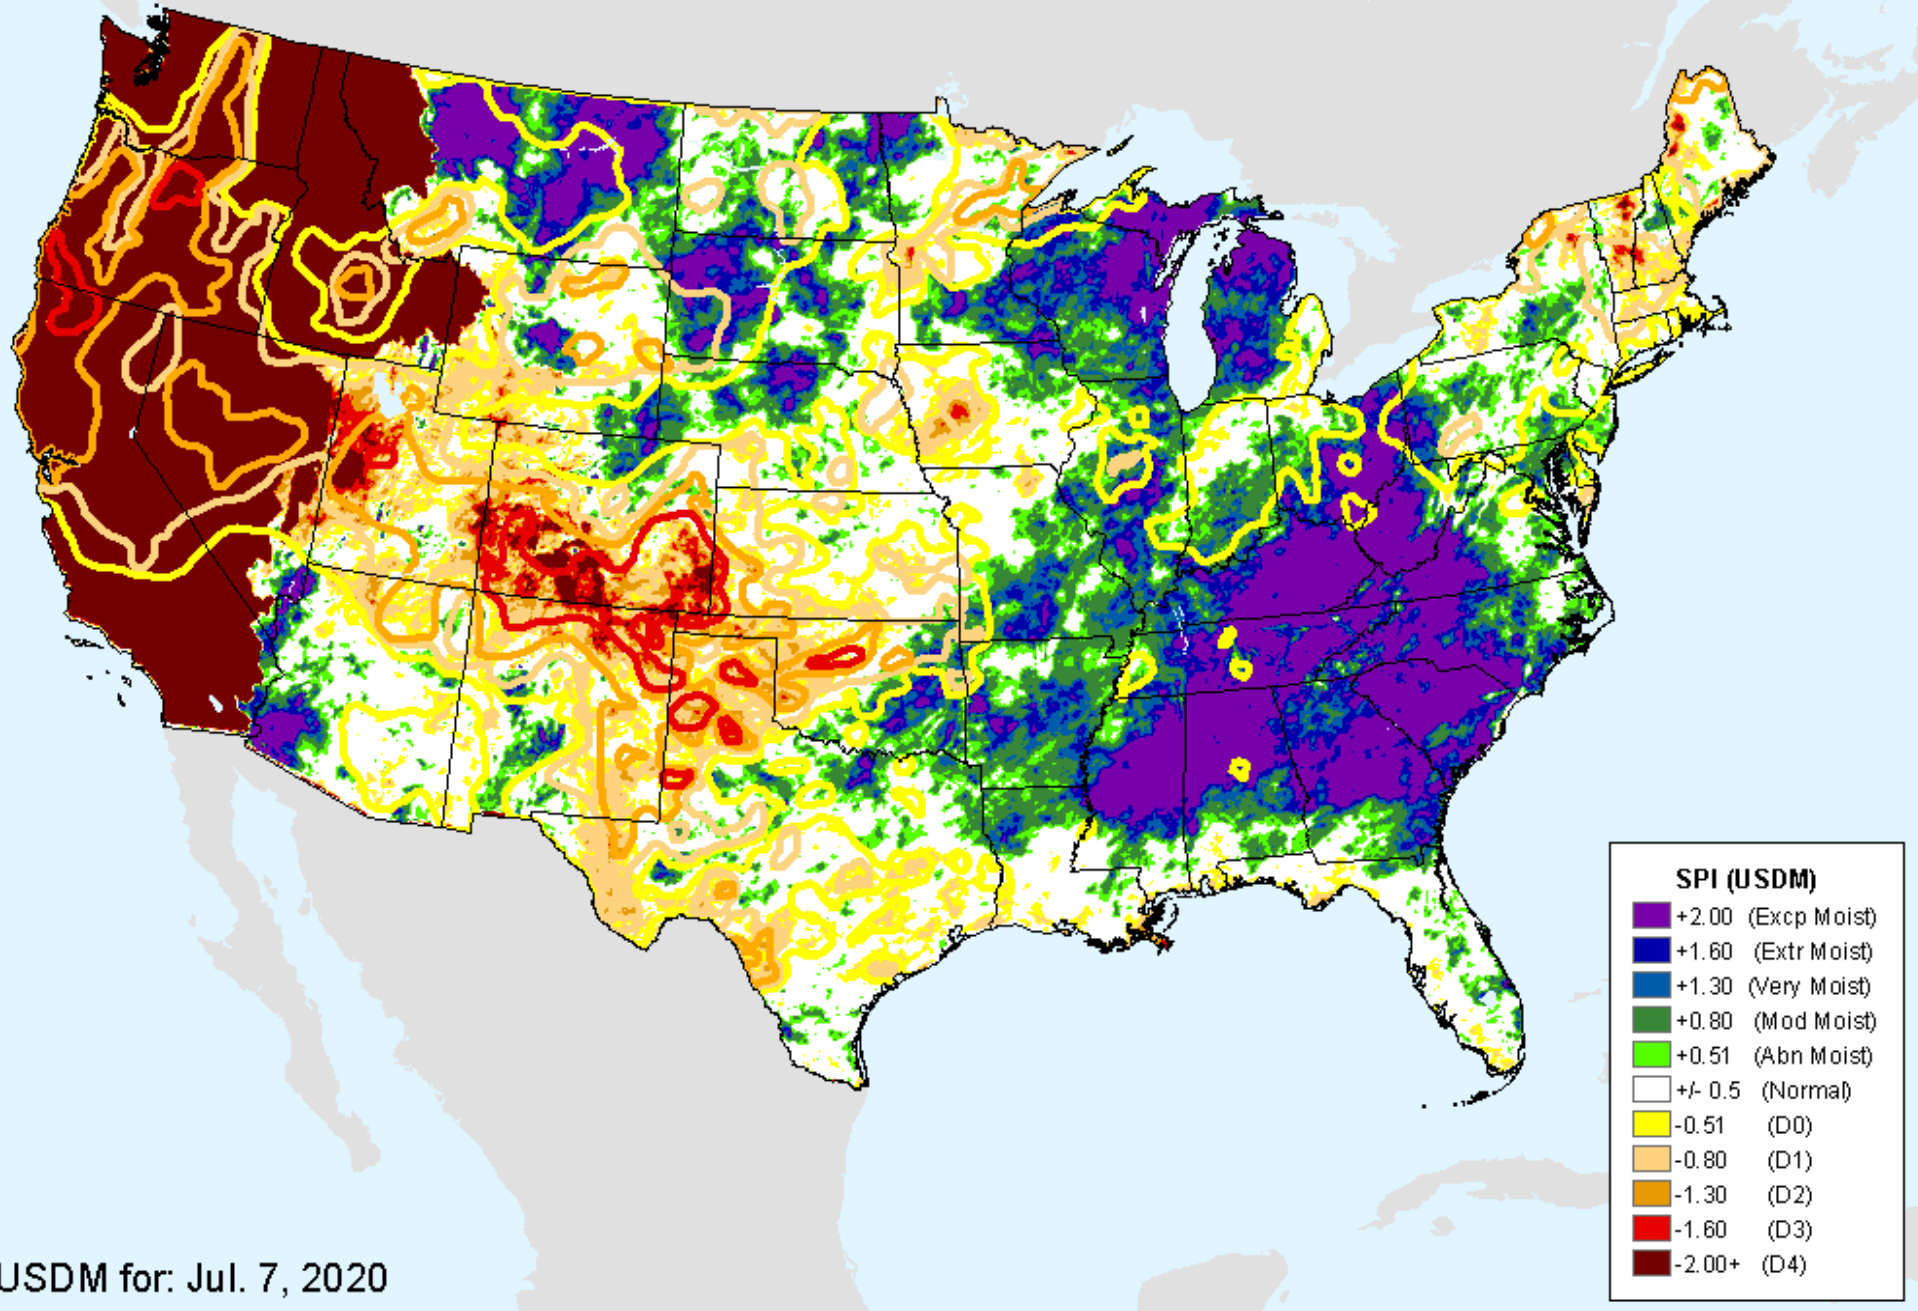 SPI (USDM)
+2.00 (Excp Moist)
+1.60 (Extr Moist)
+1.30 (Very Moist)
+0.80 (Mod Moist)
+0.51 (Abn Moist)
+/- 0.5 (Normal)
-0.51 (D0)
-0.80 (D1)
-1.30 (D2)
-1.60 (D3)
-2.00+ (D4)
USDM for: Jul. 7, 2020